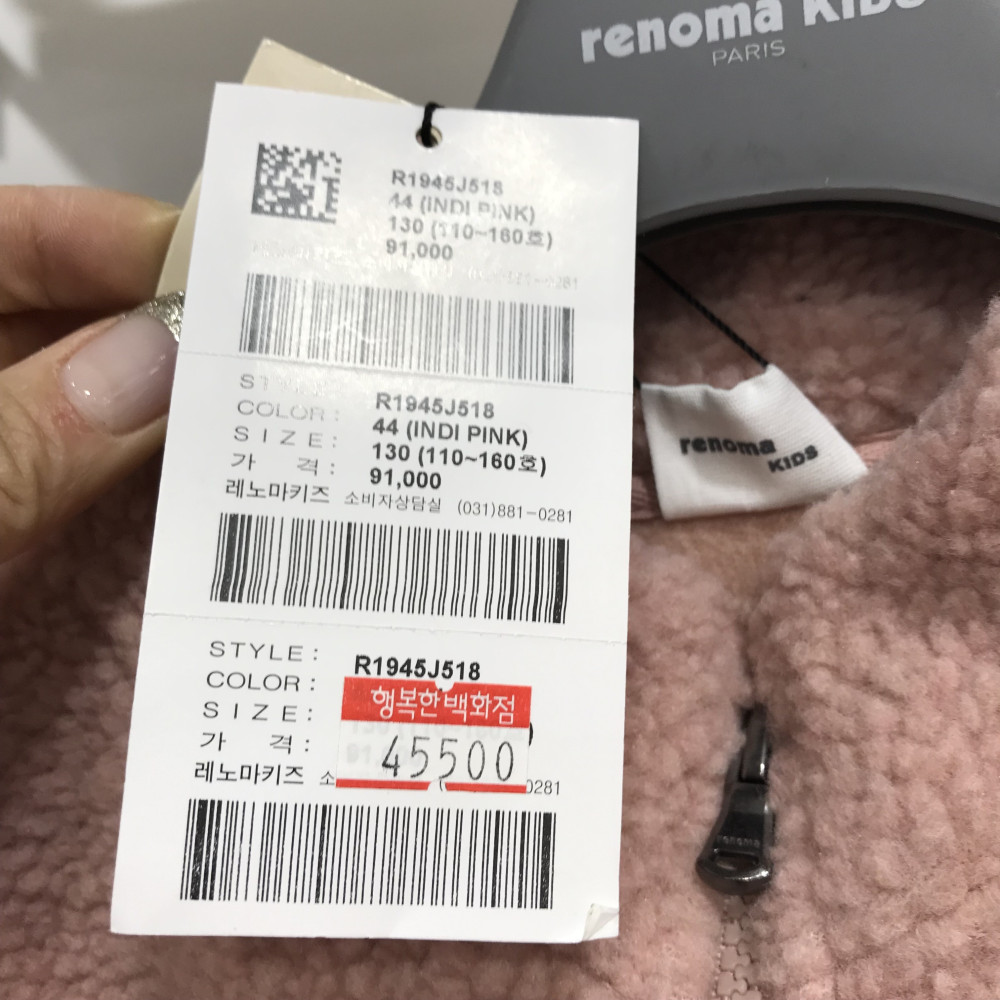 renoma KIDS
PARIS
R1945J518
44 (INDI PINK)
130 (110~160호)
91,000
COLOR :
SIZE :
가 격 :
R1945J518
44 (INDI PINK)
130 (110~160호)
91,000
레노마키즈 소비자상담실 (031)881-0281
renoma
KIDS
STYLE : R1945J518
COLOR :
SIZE :
가 격 :
행복한백화점
45500
레노마키즈 소
0281
renoma